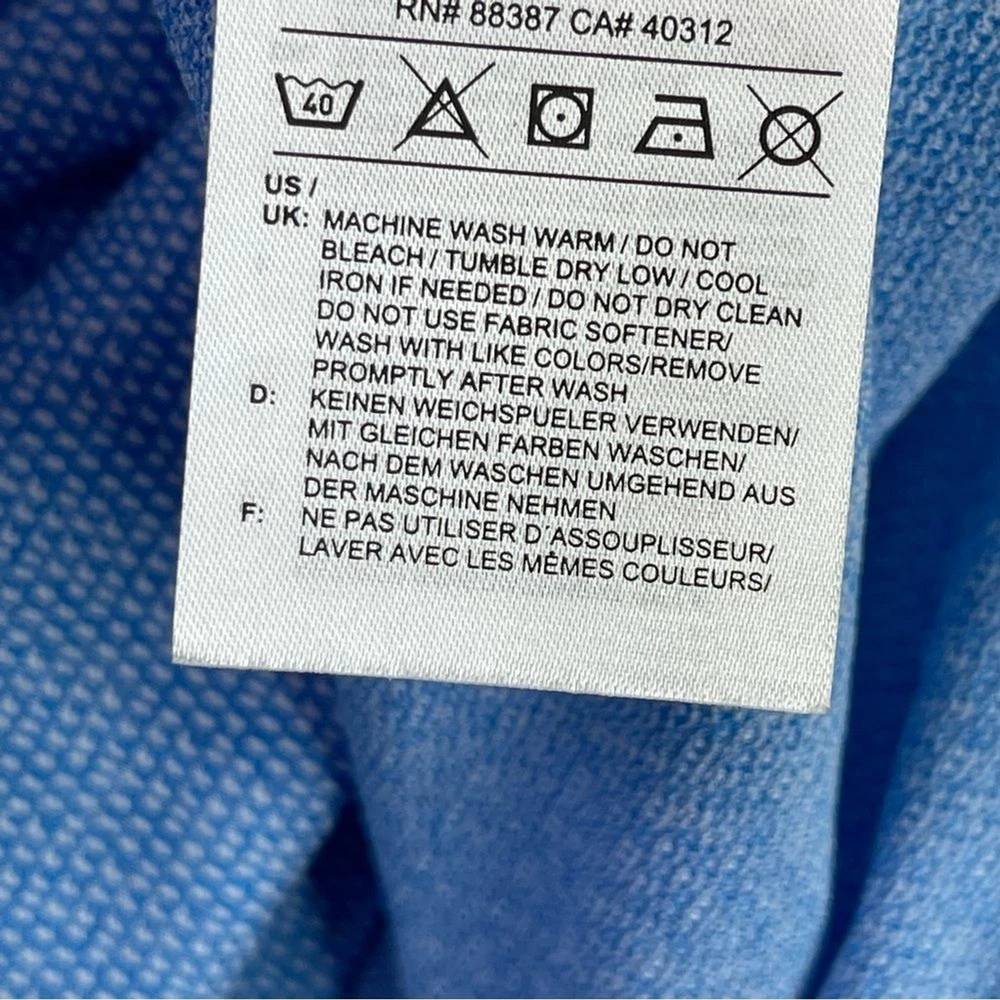 RN# 88387 CA# 40312
40
US /
UK: MACHINE WASH WARM / DO NOT
BLEACH / TUMBLE DRY LOW / COOL
IRON IF NEEDED / DO NOT DRY CLEAN
DO NOT USE FABRIC SOFTENER/
WASH WITH LIKE COLORS/REMOVE
PROMPTLY AFTER WASH
D: KEINEN WEICHSPUELER VERWENDEN/
MIT GLEICHEN FARBEN WASCHEN/
NACH DEM WASCHEN UMGEHEND AUS
DER MASCHINE NEHMEN
F: NE PAS UTILISER D´ASSOUPLISSEUR/
LAVER AVEC LES MÊMES COULEURS/